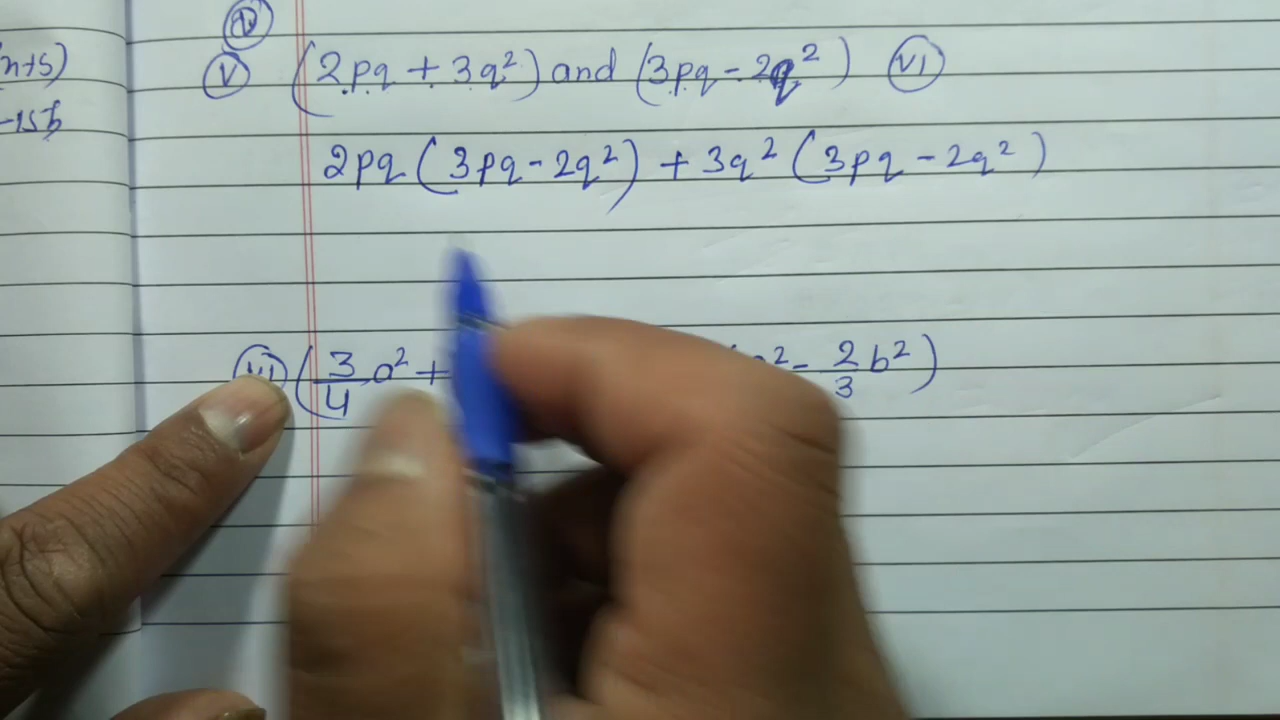 (v)
n+5)
(v) (2pq + 3q²) and (3pq - 2q²) (vi)
-15b
2pq (3pq - 2q²) + 3q² (3pq - 2q²)
(vi) (3/4 a² + ² - 2/3 b²)